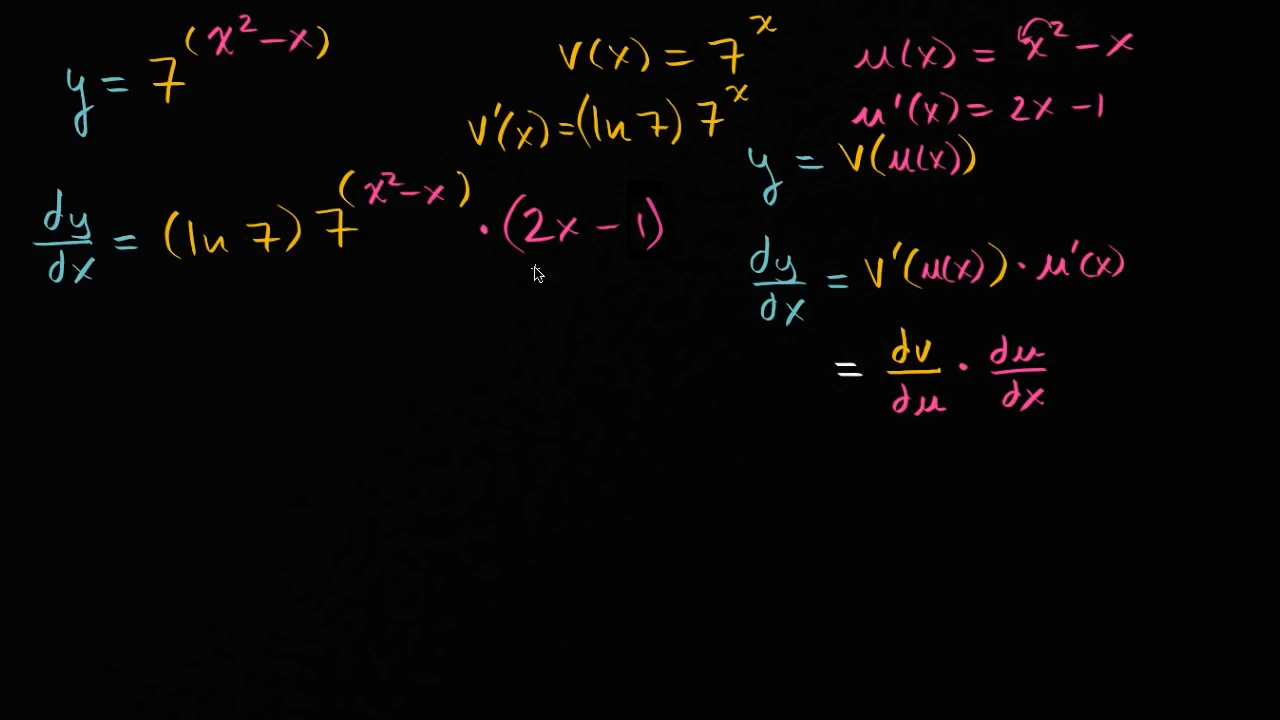 y = 7^(x² - x)
v(x) = 7^x
v'(x) = (ln 7) 7^x
u(x) = x² - x
u'(x) = 2x - 1
y = v(u(x))
dy/dx = (ln 7) 7^(x² - x) · (2x - 1)
dy/dx = v'(u(x)) · u'(x)
= dv/du · du/dx